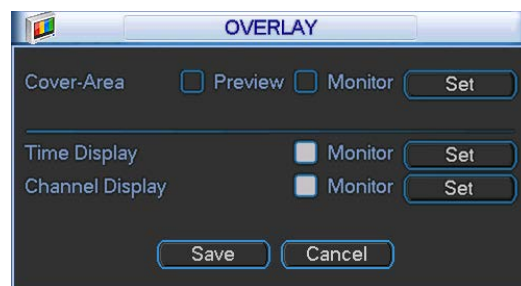 OVERLAY
Cover-Area Preview Monitor Set
Time Display Monitor Set
Channel Display Monitor Set
Save Cancel